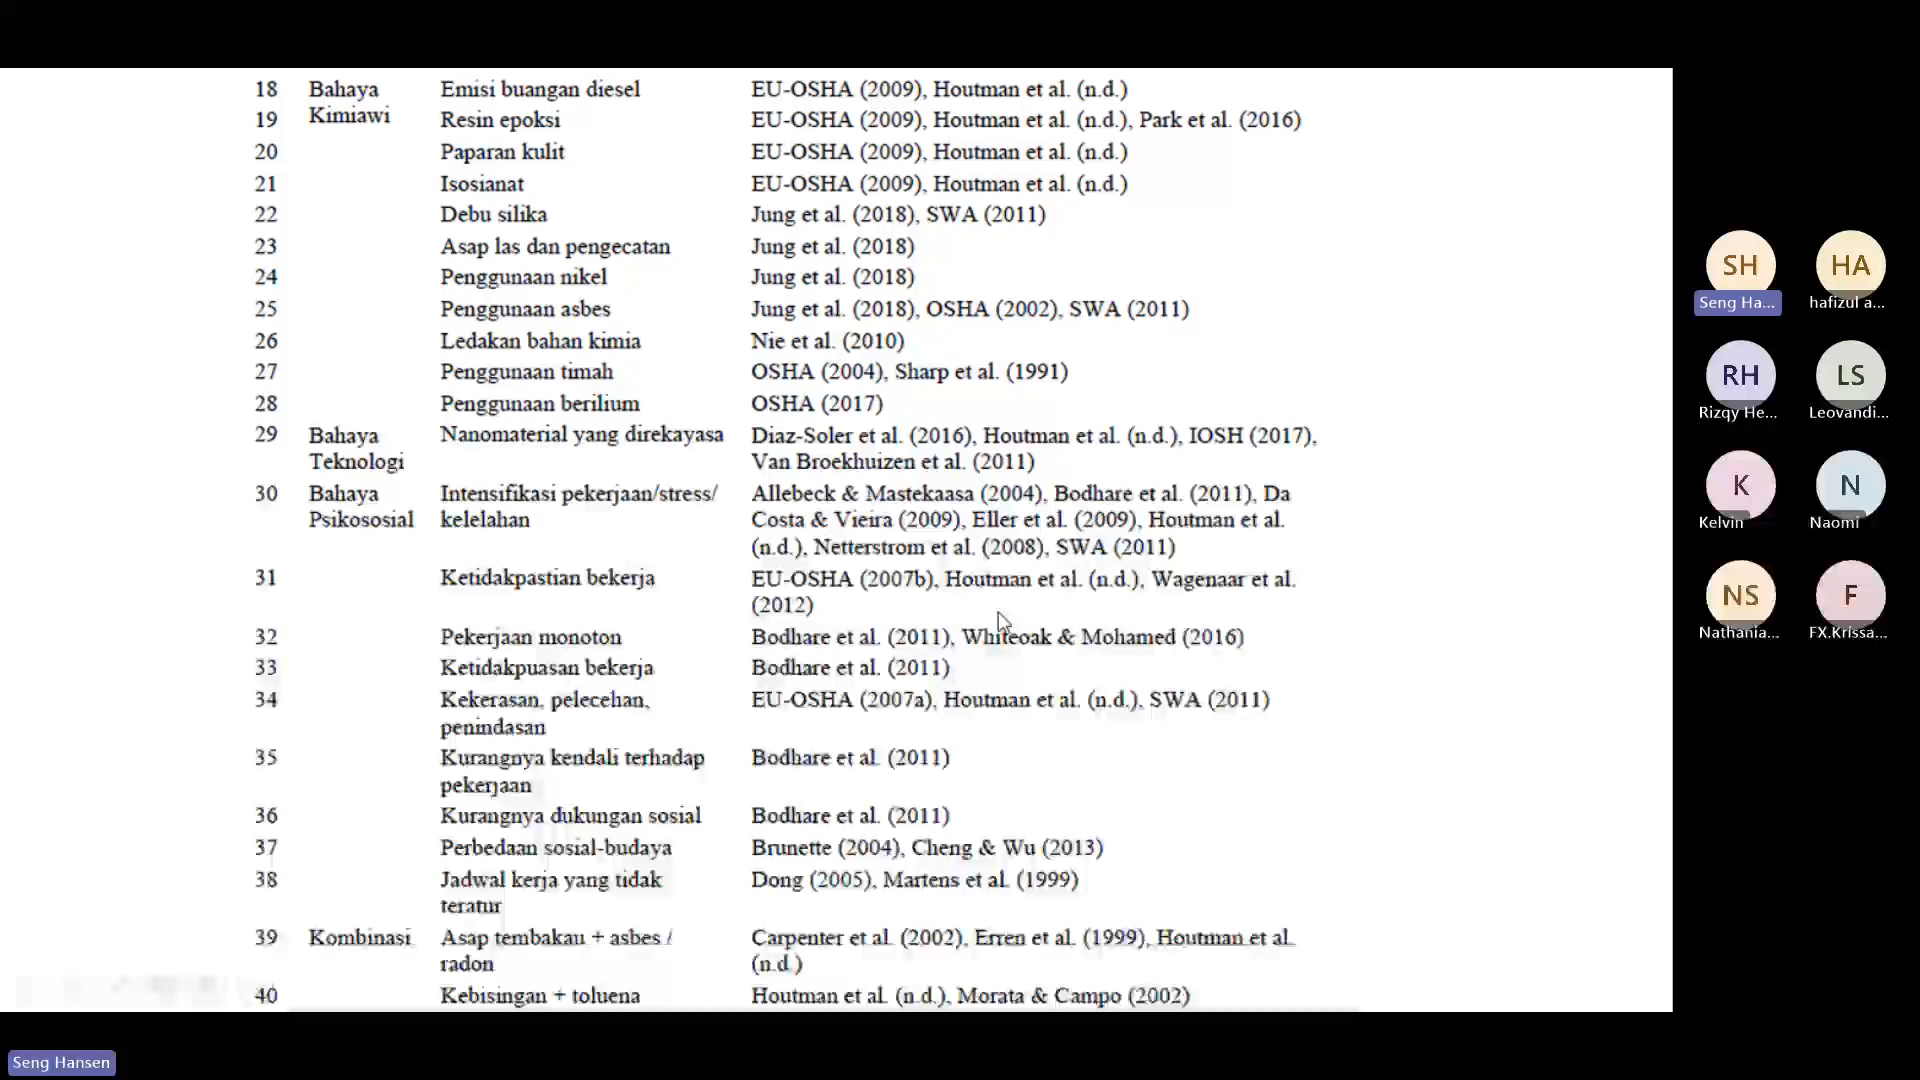 18 Bahaya Emisi buangan diesel EU-OSHA (2009), Houtman et al. (n.d.)
Kimiawi
19 Resin epoksi EU-OSHA (2009), Houtman et al. (n.d.), Park et al. (2016)
20 Paparan kulit EU-OSHA (2009), Houtman et al. (n.d.)
21 Isosianat EU-OSHA (2009), Houtman et al. (n.d.)
22 Debu silika Jung et al. (2018), SWA (2011)
23 Asap las dan pengecatan Jung et al. (2018)
24 Penggunaan nikel Jung et al. (2018)
25 Penggunaan asbes Jung et al. (2018), OSHA (2002), SWA (2011)
26 Ledakan bahan kimia Nie et al. (2010)
27 Penggunaan timah OSHA (2004), Sharp et al. (1991)
28 Penggunaan berilium OSHA (2017)
29 Bahaya Nanomaterial yang direkayasa Diaz-Soler et al. (2016), Houtman et al. (n.d.), IOSH (2017),
Teknologi Van Broekhuizen et al. (2011)
30 Bahaya Intensifikasi pekerjaan/stress/ Allebeck & Mastekaasa (2004), Bodhare et al. (2011), Da
Psikososial kelelahan Costa & Vieira (2009), Eller et al. (2009), Houtman et al.
(n.d.), Netterstrom et al. (2008), SWA (2011)
31 Ketidakpastian bekerja EU-OSHA (2007b), Houtman et al. (n.d.), Wagenaar et al.
(2012)
32 Pekerjaan monoton Bodhare et al. (2011), Whiteoak & Mohamed (2016)
33 Ketidakpuasan bekerja Bodhare et al. (2011)
34 Kekerasan, pelecehan, EU-OSHA (2007a), Houtman et al. (n.d.), SWA (2011)
penindasan
35 Kurangnya kendali terhadap Bodhare et al. (2011)
pekerjaan
36 Kurangnya dukungan sosial Bodhare et al. (2011)
37 Perbedaan sosial-budaya Brunette (2004), Cheng & Wu (2013)
38 Jadwal kerja yang tidak Dong (2005), Martens et al. (1999)
teratur
39 Kombinasi Asap tembakau + asbes / Carpenter et al. (2002), Erren et al. (1999), Houtman et al.
radon (n.d.)
40 Kebisingan + toluena Houtman et al. (n.d.), Morata & Campo (2002)
SH HA
Seng Ha... hafizul a...
RH LS
Rizqy He... Leovandi...
K N
Kelvin Naomi
NS F
Nathania... FX.Krissa...
Seng Hansen